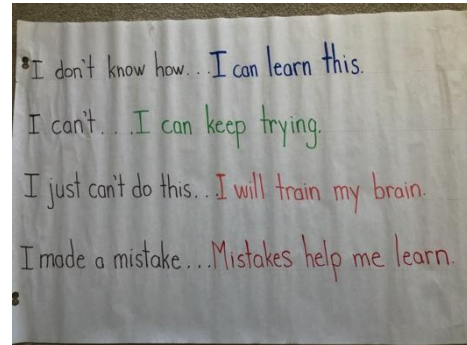 I don't know how...I can learn this.
I can't....I can keep trying.
I just can't do this..I will train my brain.
I made a mistake...Mistakes help me learn.